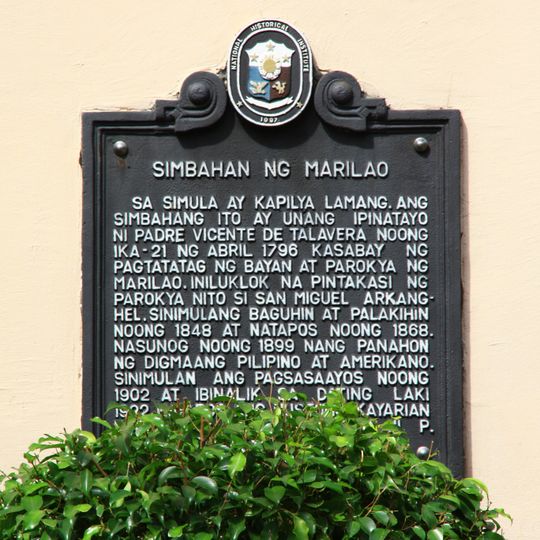 NATIONAL HISTORICAL INSTITUTE
1997
SIMBAHAN NG MARILAO
SA SIMULA AY KAPILYA LAMANG. ANG
SIMBAHANG ITO AY UNANG IPINATAYO
NI PADRE VICENTE DE TALAVERA NOONG
IKA-21 NG ABRIL 1796 KASABAY NG
PAGTATATAG NG BAYAN AT PAROKYA NG
MARILAO. INILUKLOK NA PINTAKASI NG
PAROKYA NITO SI SAN MIGUEL ARKANG-
HEL. SINIMULANG BAGUHIN AT PALAKIHIN
NOONG 1848 AT NATAPOS NOONG 1868.
NASUNOG NOONG 1899 NANG PANAHON
NG DIGMAANG PILIPINO AT AMERIKANO.
SINIMULAN ANG PAGSASAAYOS NOONG
1902 AT IBINALIK SA DATING LAKI
KAYARIAN
P.